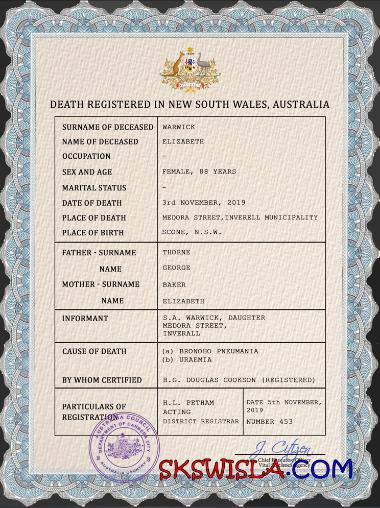 DEATH REGISTERED IN NEW SOUTH WALES, AUSTRALIA
SURNAME OF DECEASED WARWICK
NAME OF DECEASED ELIZABETH
OCCUPATION -
SEX AND AGE FEMALE, 88 YEARS
MARITAL STATUS -
DATE OF DEATH 3rd NOVEMBER, 2019
PLACE OF DEATH MEDORA STREET,INVERELL MUNICIPALITY
PLACE OF BIRTH SCONE, N.S.W.
FATHER - SURNAME THORNE
NAME GEORGE
MOTHER - SURNAME BAKER
NAME ELIZABETH
INFORMANT S.A. WARWICK, DAUGHTER
MEDORA STREET,
INVERALL
CAUSE OF DEATH (a) BRONOHO PNKUMANIA
(b) URAEMIA
BY WHOM CERTIFIED H.G. DOUGLAS COOKSON (REGISTERED)
PARTICULARS OF REGISTRATION
H.L. PETHAM
ACTING
DISTRICT REGISTRAR
DATE 5th NOVEMBER,
2019
NUMBER 453
J. Citizen
SKSWISLA.COM